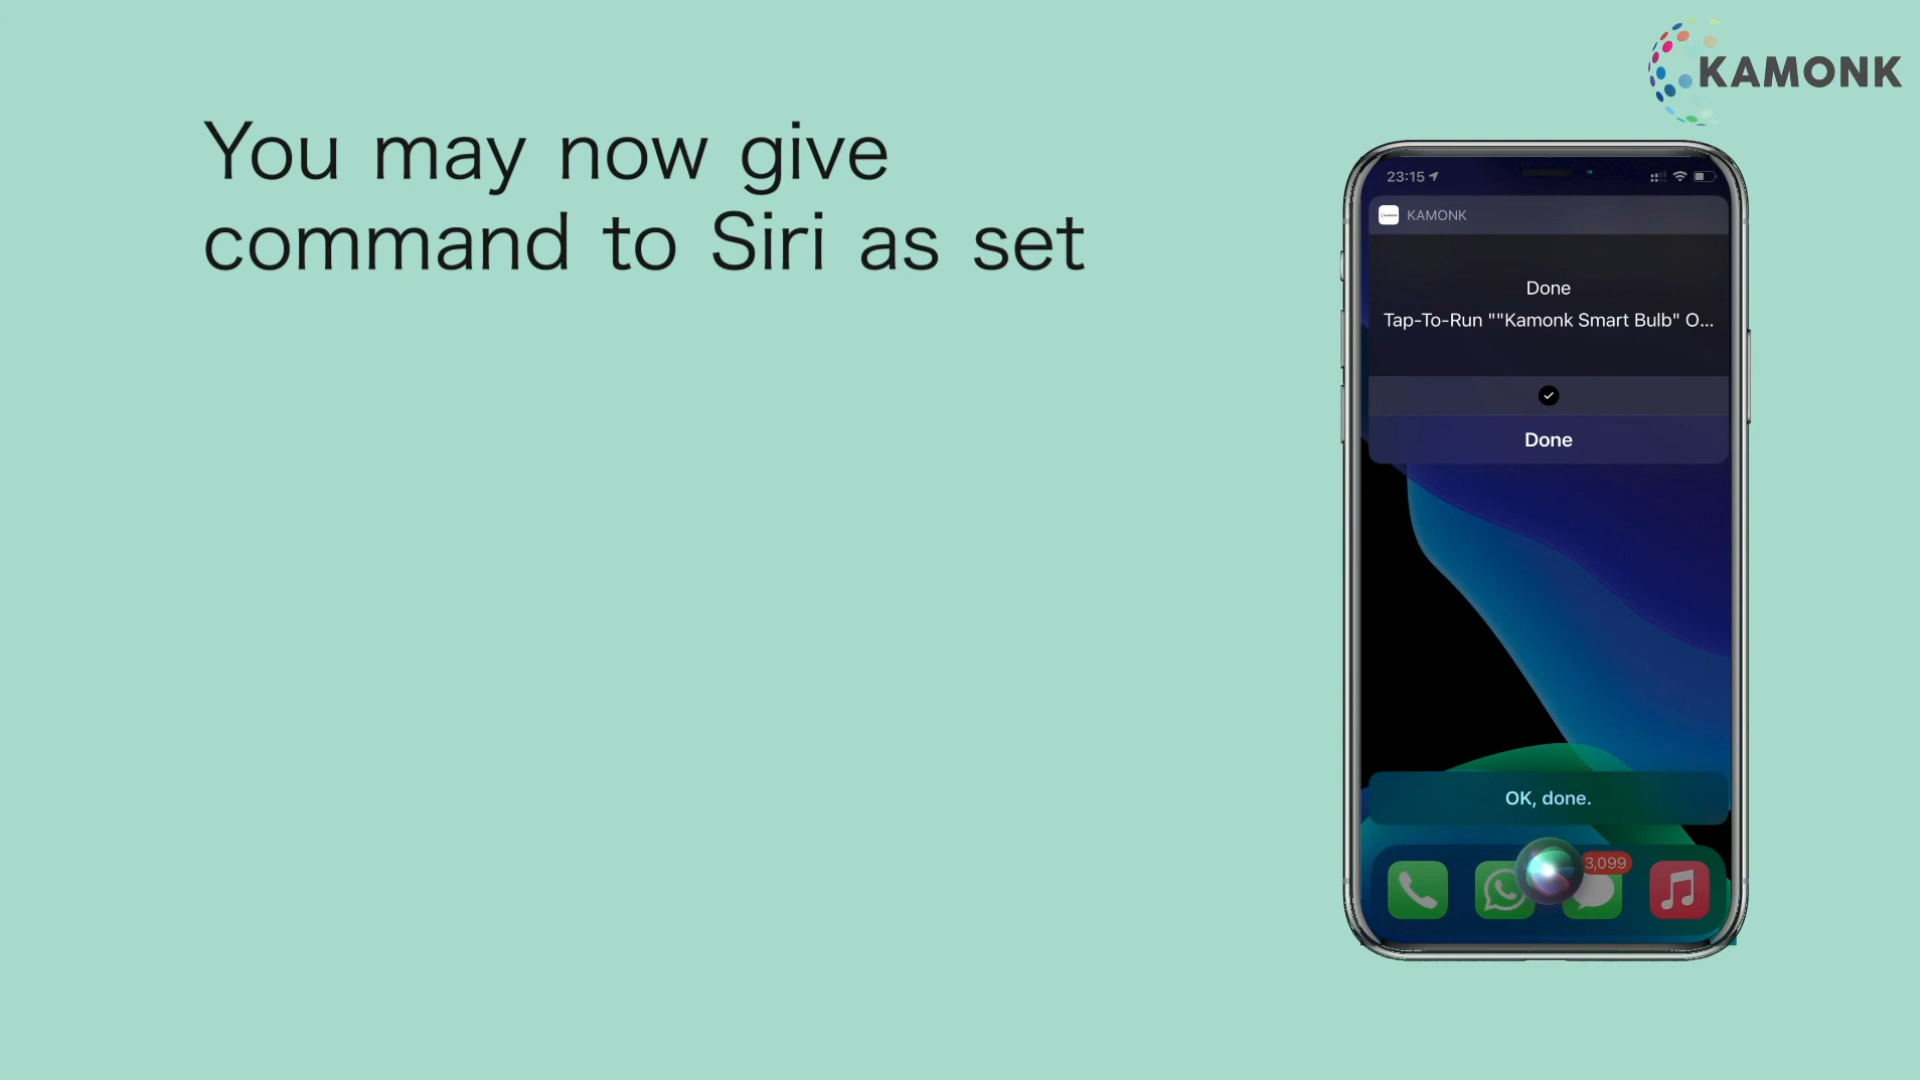 KAMONK
You may now give
command to Siri as set
23:15
KAMONK
Done
Tap-To-Run ""Kamonk Smart Bulb" O...
Done
OK, done.
3,099